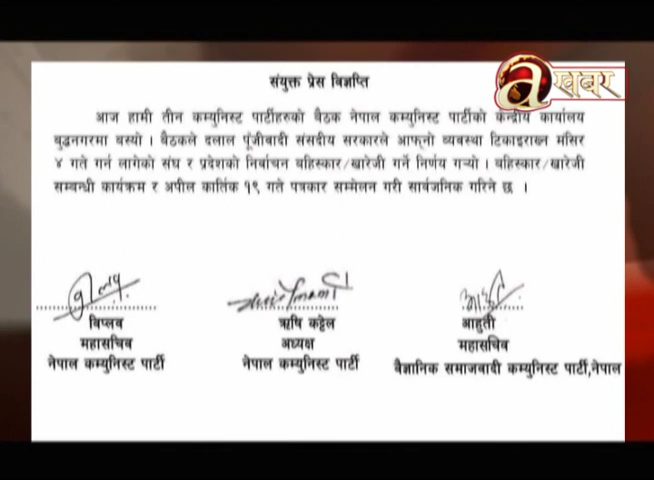 a खबर
संयुक्त प्रेस विज्ञप्ति
आज हामी तीन कम्युनिस्ट पार्टीहरुको बैठक नेपाल कम्युनिस्ट पार्टीको केन्द्रीय कार्यालय
बुद्धनगरमा बस्यो । बैठकले दलाल पूंजीबादी संसदीय सरकारले आफ्नो व्यवस्था टिकाइराख्न मंसिर
४ गते गर्न लागेको संघ र प्रदेशको निर्वाचन बहिस्कार/खारेजी गर्ने निर्णय गर्‍यो । बहिस्कार/खारेजी
सम्बन्धी कार्यक्रम र अपील कार्तिक १९ गते पत्रकार सम्मेलन गरी सार्वजनिक गरिने छ ।
विप्लव
ऋषि कट्टेल
आहुती
महासचिव
अध्यक्ष
महासचिव
नेपाल कम्युनिस्ट पार्टी
नेपाल कम्युनिस्ट पार्टी
वैज्ञानिक समाजबादी कम्युनिस्ट पार्टी,नेपाल